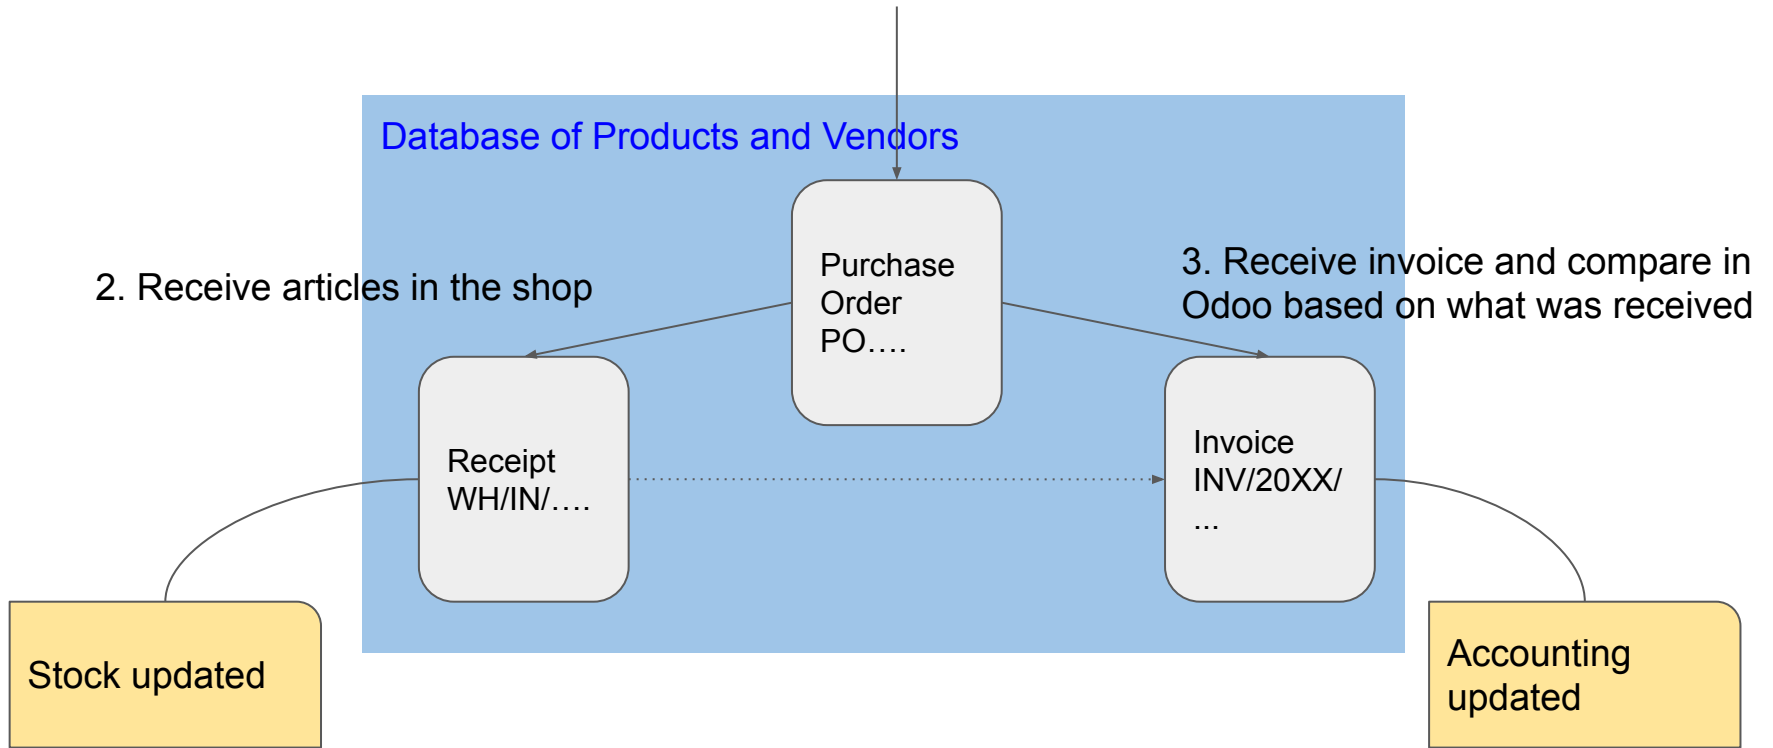 Database of Products and Vendors
2. Receive articles in the shop
Purchase
Order
PO….
3. Receive invoice and compare in
Odoo based on what was received
Receipt
WH/IN/….
Invoice
INV/20XX/
...
Stock updated
Accounting
updated